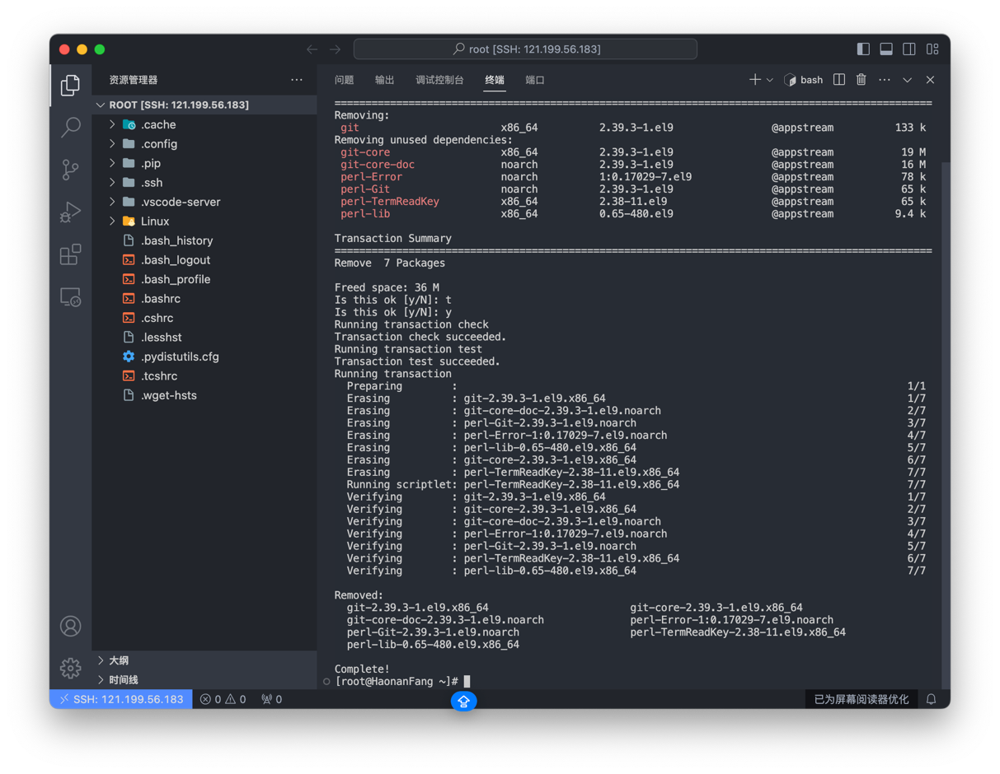 root [SSH: 121.199.56.183]
资源管理器
ROOT [SSH: 121.199.56.183]
.cache
.config
.pip
.ssh
.vscode-server
Linux
.bash_history
.bash_logout
.bash_profile
.bashrc
.cshrc
.lesshst
.pydistutils.cfg
.tcshrc
.wget-hsts
大纲
时间线
问题 输出 调试控制台 终端 端口
bash
================================================================================================
Removing:
git x86_64 2.39.3-1.el9 @appstream 133 k
Removing unused dependencies:
git-core x86_64 2.39.3-1.el9 @appstream 19 M
git-core-doc noarch 2.39.3-1.el9 @appstream 16 M
perl-Error noarch 1:0.17029-7.el9 @appstream 78 k
perl-Git noarch 2.39.3-1.el9 @appstream 65 k
perl-TermReadKey x86_64 2.38-11.el9 @appstream 65 k
perl-lib x86_64 0.65-480.el9 @appstream 9.4 k
Transaction Summary
================================================================================================
Remove  7 Packages
Freed space: 36 M
Is this ok [y/N]: t
Is this ok [y/N]: y
Running transaction check
Transaction check succeeded.
Running transaction test
Transaction test succeeded.
Running transaction
Preparing : 1/1
Erasing : git-2.39.3-1.el9.x86_64 1/7
Erasing : git-core-doc-2.39.3-1.el9.noarch 2/7
Erasing : perl-Git-2.39.3-1.el9.noarch 3/7
Erasing : perl-Error-1:0.17029-7.el9.noarch 4/7
Erasing : perl-lib-0.65-480.el9.x86_64 5/7
Erasing : git-core-2.39.3-1.el9.x86_64 6/7
Erasing : perl-TermReadKey-2.38-11.el9.x86_64 7/7
Running scriptlet: perl-TermReadKey-2.38-11.el9.x86_64 7/7
Verifying : git-2.39.3-1.el9.x86_64 1/7
Verifying : git-core-2.39.3-1.el9.x86_64 2/7
Verifying : git-core-doc-2.39.3-1.el9.noarch 3/7
Verifying : perl-Error-1:0.17029-7.el9.noarch 4/7
Verifying : perl-Git-2.39.3-1.el9.noarch 5/7
Verifying : perl-TermReadKey-2.38-11.el9.x86_64 6/7
Verifying : perl-lib-0.65-480.el9.x86_64 7/7
Removed:
git-2.39.3-1.el9.x86_64 git-core-2.39.3-1.el9.x86_64
git-core-doc-2.39.3-1.el9.noarch perl-Error-1:0.17029-7.el9.noarch
perl-Git-2.39.3-1.el9.noarch perl-TermReadKey-2.38-11.el9.x86_64
perl-lib-0.65-480.el9.x86_64
Complete!
[root@HaonanFang ~]#
SSH: 121.199.56.183 0 0 0 已为屏幕阅读器优化